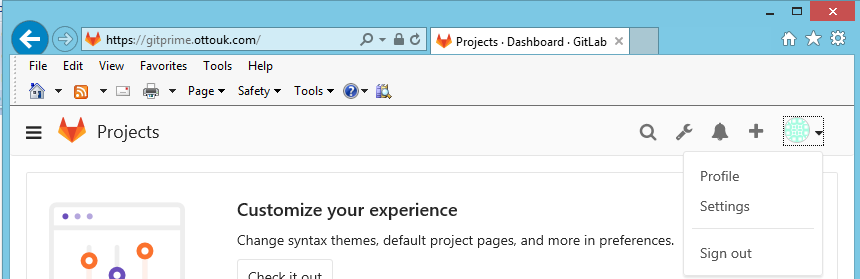 https://gitprime.ottouk.com/
Projects · Dashboard · GitLab
File Edit View Favorites Tools Help
Page Safety Tools
Projects
Profile
Settings
Sign out
Customize your experience
Change syntax themes, default project pages, and more in preferences.
Check it out